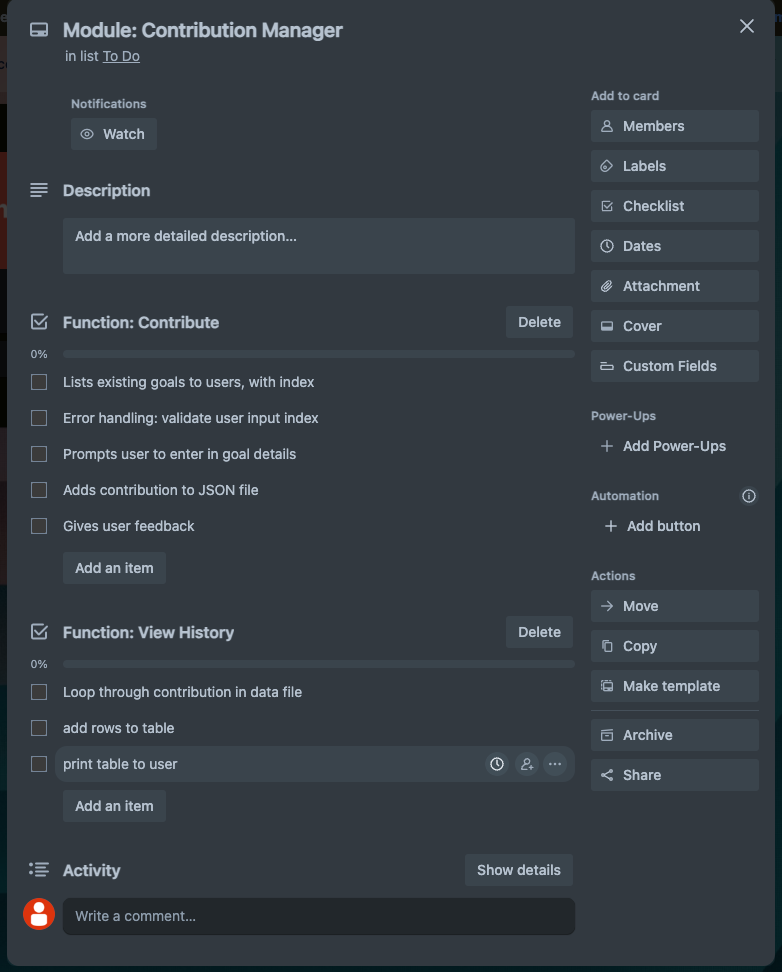 Module: Contribution Manager
in list To Do
Notifications
Watch
Description
Add a more detailed description...
Function: Contribute
Delete
0%
Lists existing goals to users, with index
Error handling: validate user input index
Prompts user to enter in goal details
Adds contribution to JSON file
Gives user feedback
Add an item
Function: View History
Delete
0%
Loop through contribution in data file
add rows to table
print table to user
Add an item
Activity
Show details
Write a comment...
Add to card
Members
Labels
Checklist
Dates
Attachment
Cover
Custom Fields
Power-Ups
Add Power-Ups
Automation
Add button
Actions
Move
Copy
Make template
Archive
Share